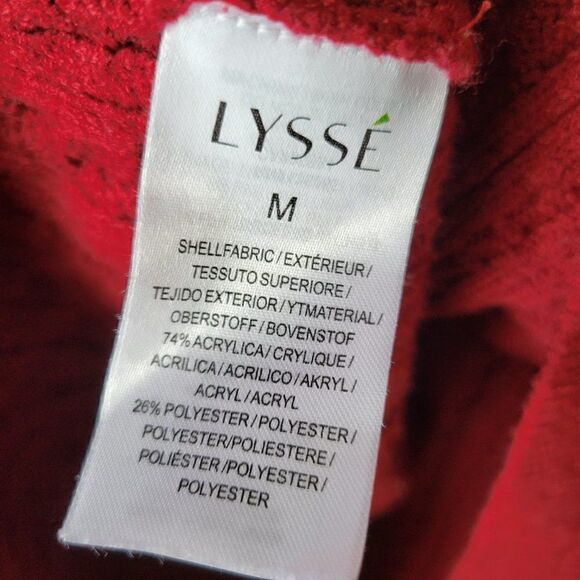 LYSSÉ
M
SHELLFABRIC/EXTÉRIEUR/
TESSUTO SUPERIORE/
TEJIDO EXTERIOR/YTMATERIAL/
OBERSTOFF/BOVENSTOF
74% ACRYLICA/CRYLIQUE/
ACRILICA/ACRILICO/AKRYL/
ACRYL/ACRYL
26% POLYESTER/POLYESTER/
POLYESTER/POLIESTERE/
POLIÉSTER/POLYESTER/
POLYESTER